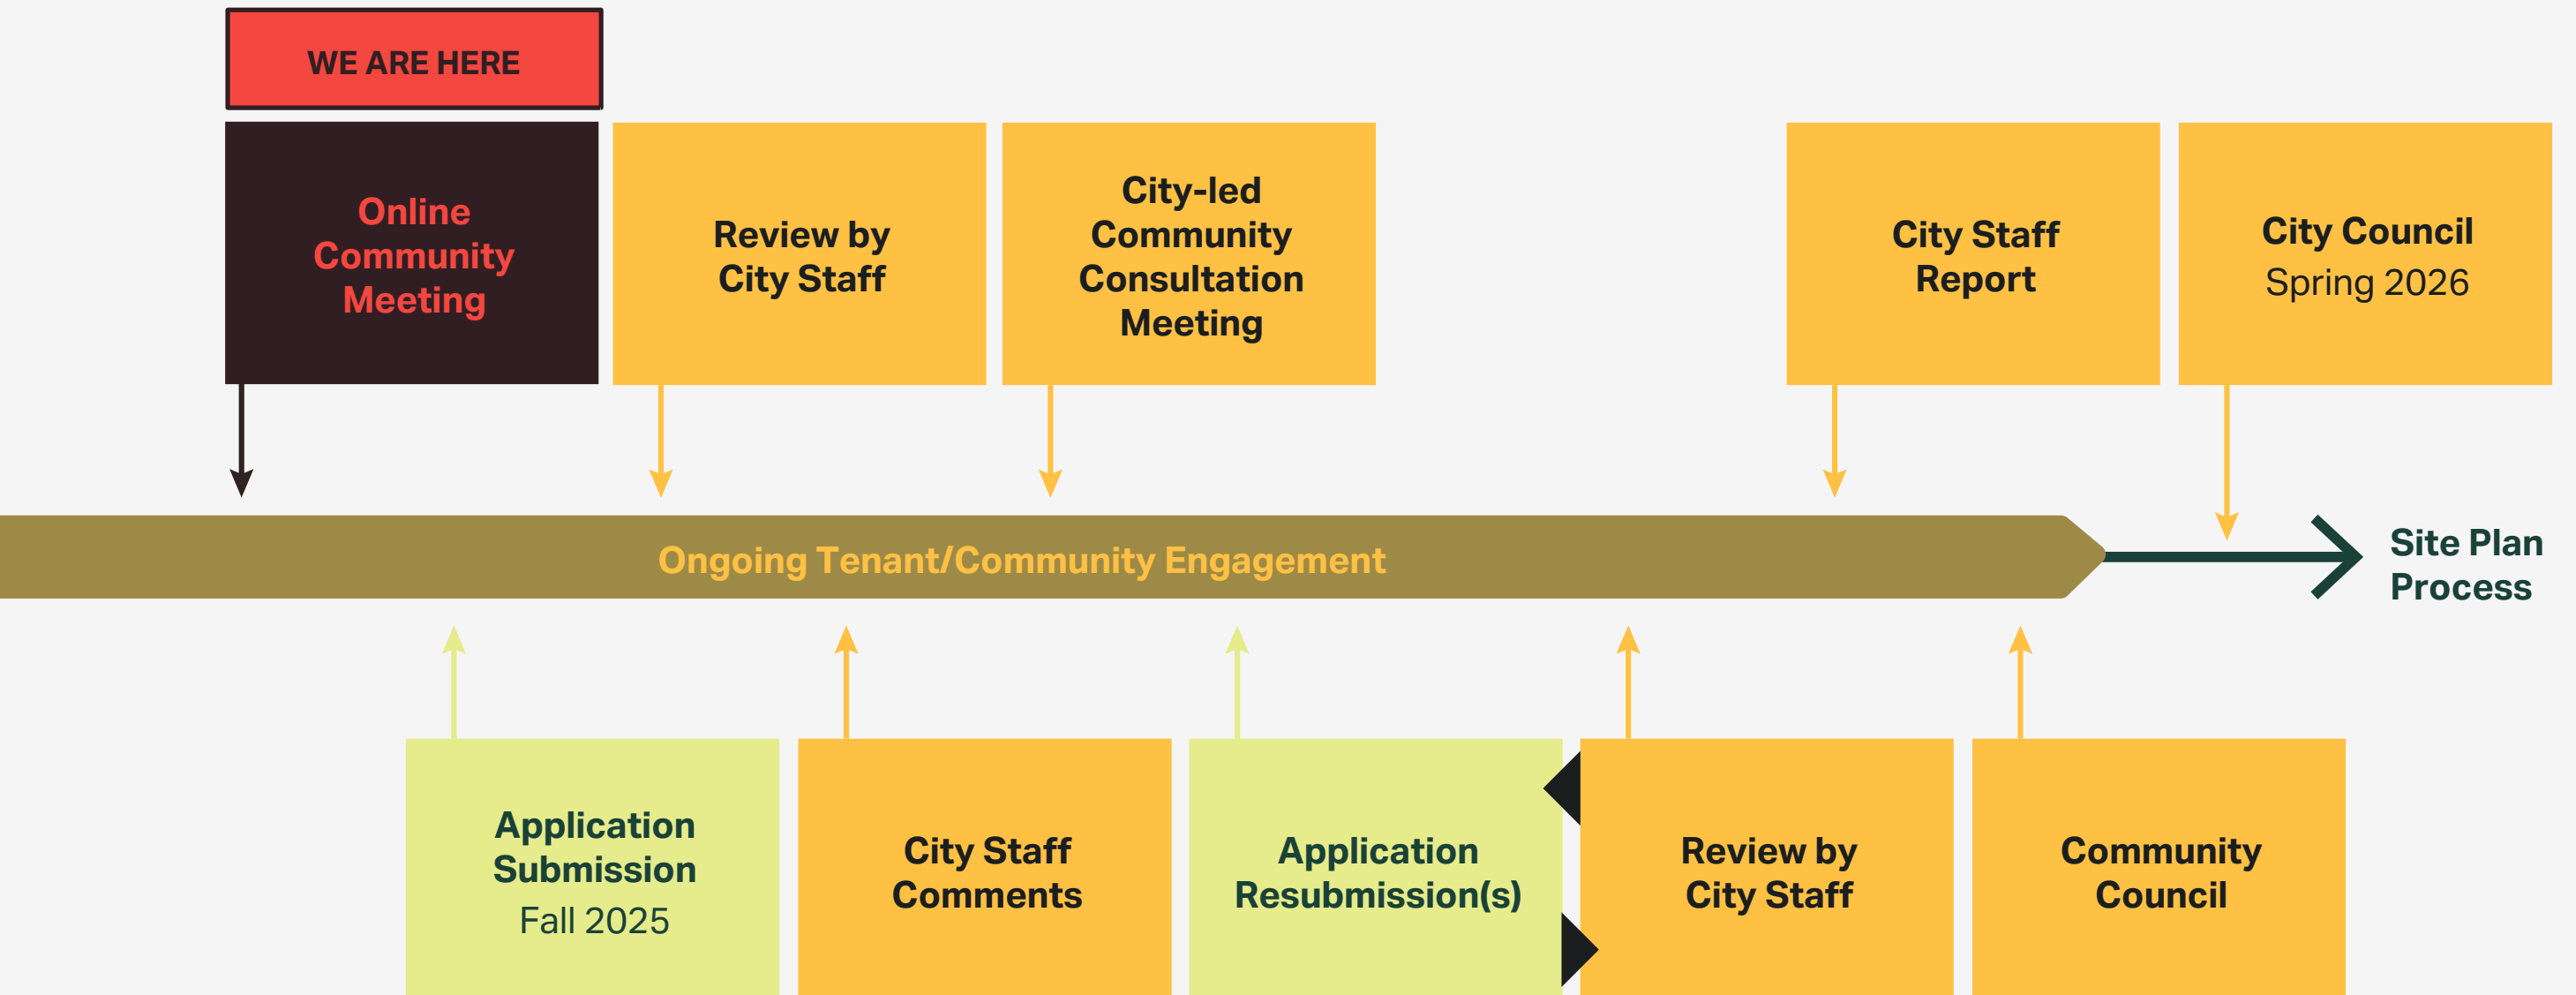 WE ARE HERE
Online
Community
Meeting
Review by
City Staff
City-led
Community
Consultation
Meeting
City Staff
Report
City Council
Spring 2026
Ongoing Tenant/Community Engagement
Site Plan
Process
Application
Submission
Fall 2025
City Staff
Comments
Application
Resubmission(s)
Review by
City Staff
Community
Council